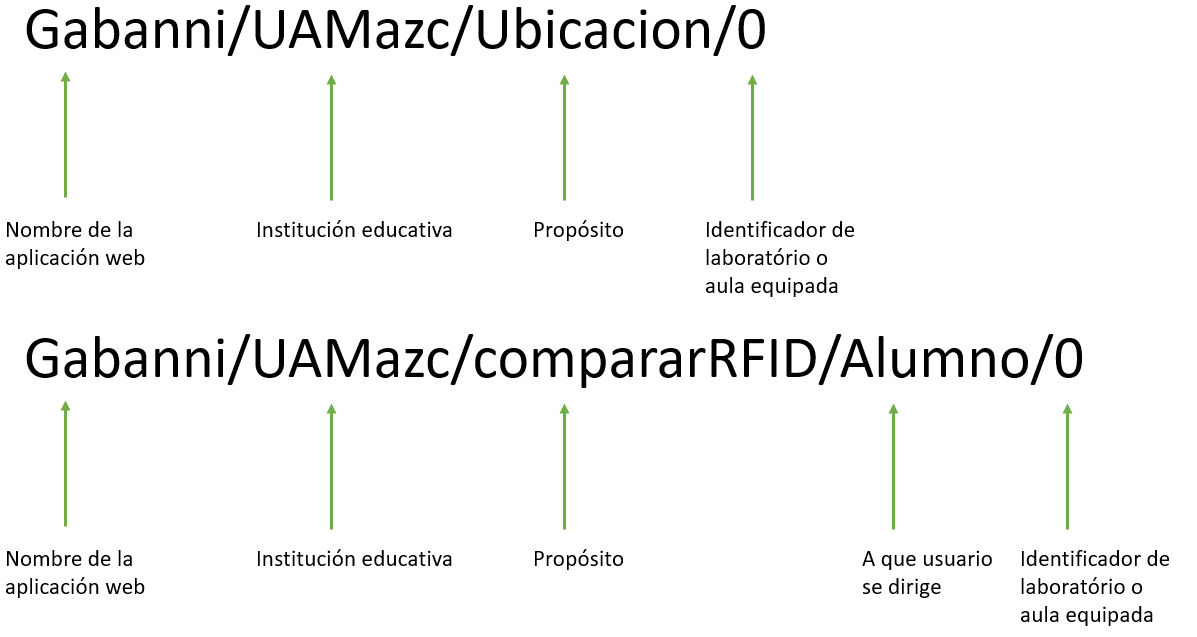 Gabanni/UAMazc/Ubicacion/0
Nombre de la
aplicación web
Institución educativa
Propósito
Identificador de
laboratório o
aula equipada
Gabanni/UAMazc/compararRFID/Alumno/0
Nombre de la
aplicación web
Institución educativa
Propósito
A que usuario
se dirige
Identificador de
laboratório o
aula equipada